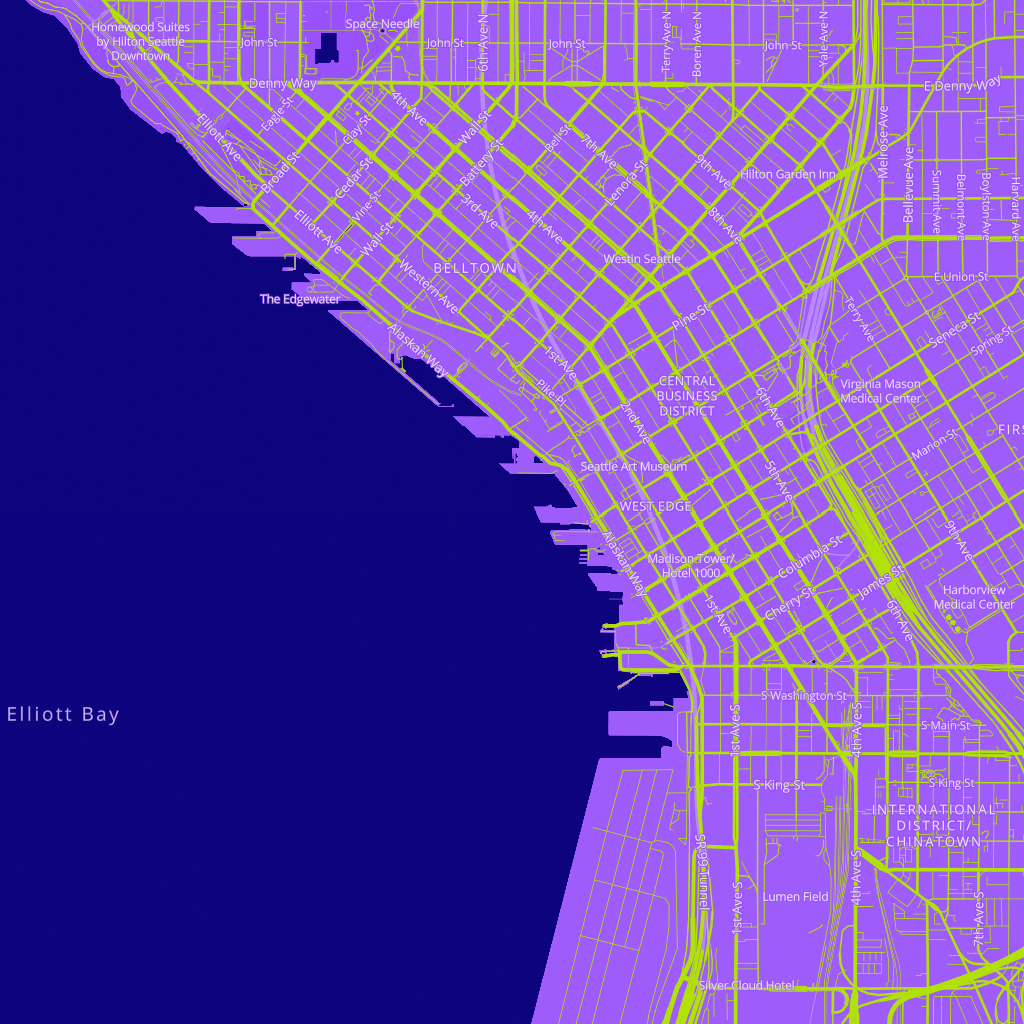 Homewood Suites
by Hilton Seattle
Downtown
Space Needle
John St
John St
John St
John St
6th Ave N
Terry Ave N
Boren Ave N
Yale Ave N
Denny Way
E Denny Way
Eagle St
4th Ave
Clay St
Wall St
Elliott Ave
Broad St
Cedar St
Battery St
Bell St
7th Ave
9th Ave
Lenora St
Hilton Garden Inn
Melrose Ave
Bellevue Ave
Summit Ave
Belmont Ave
Boylston Ave
Harvard Ave
Elliott Ave
Vine St
Wall St
3rd Ave
4th Ave
8th Ave
BELLTOWN
Westin Seattle
Western Ave
E Union St
The Edgewater
Alaskan Way
Pine St
Terry Ave
Seneca St
Spring St
1st Ave
Pike Pl
CENTRAL
BUSINESS
DISTRICT
2nd Ave
6th Ave
Virginia Mason
Medical Center
FIRS
Marion St
Seattle Art Museum
5th Ave
WEST EDGE
Alaskan Way
Madison Tower/
Hotel 1000
Columbia St
9th Ave
James St
Cherry St
1st Ave
6th Ave
Harborview
Medical Center
S Washington St
Elliott Bay
1st Ave S
4th Ave S
S Main St
S King St
S King St
INTERNATIONAL
DISTRICT/
CHINATOWN
SR 99 Tunnel
1st Ave S
4th Ave S
Lumen Field
7th Ave S
Silver Cloud Hotel